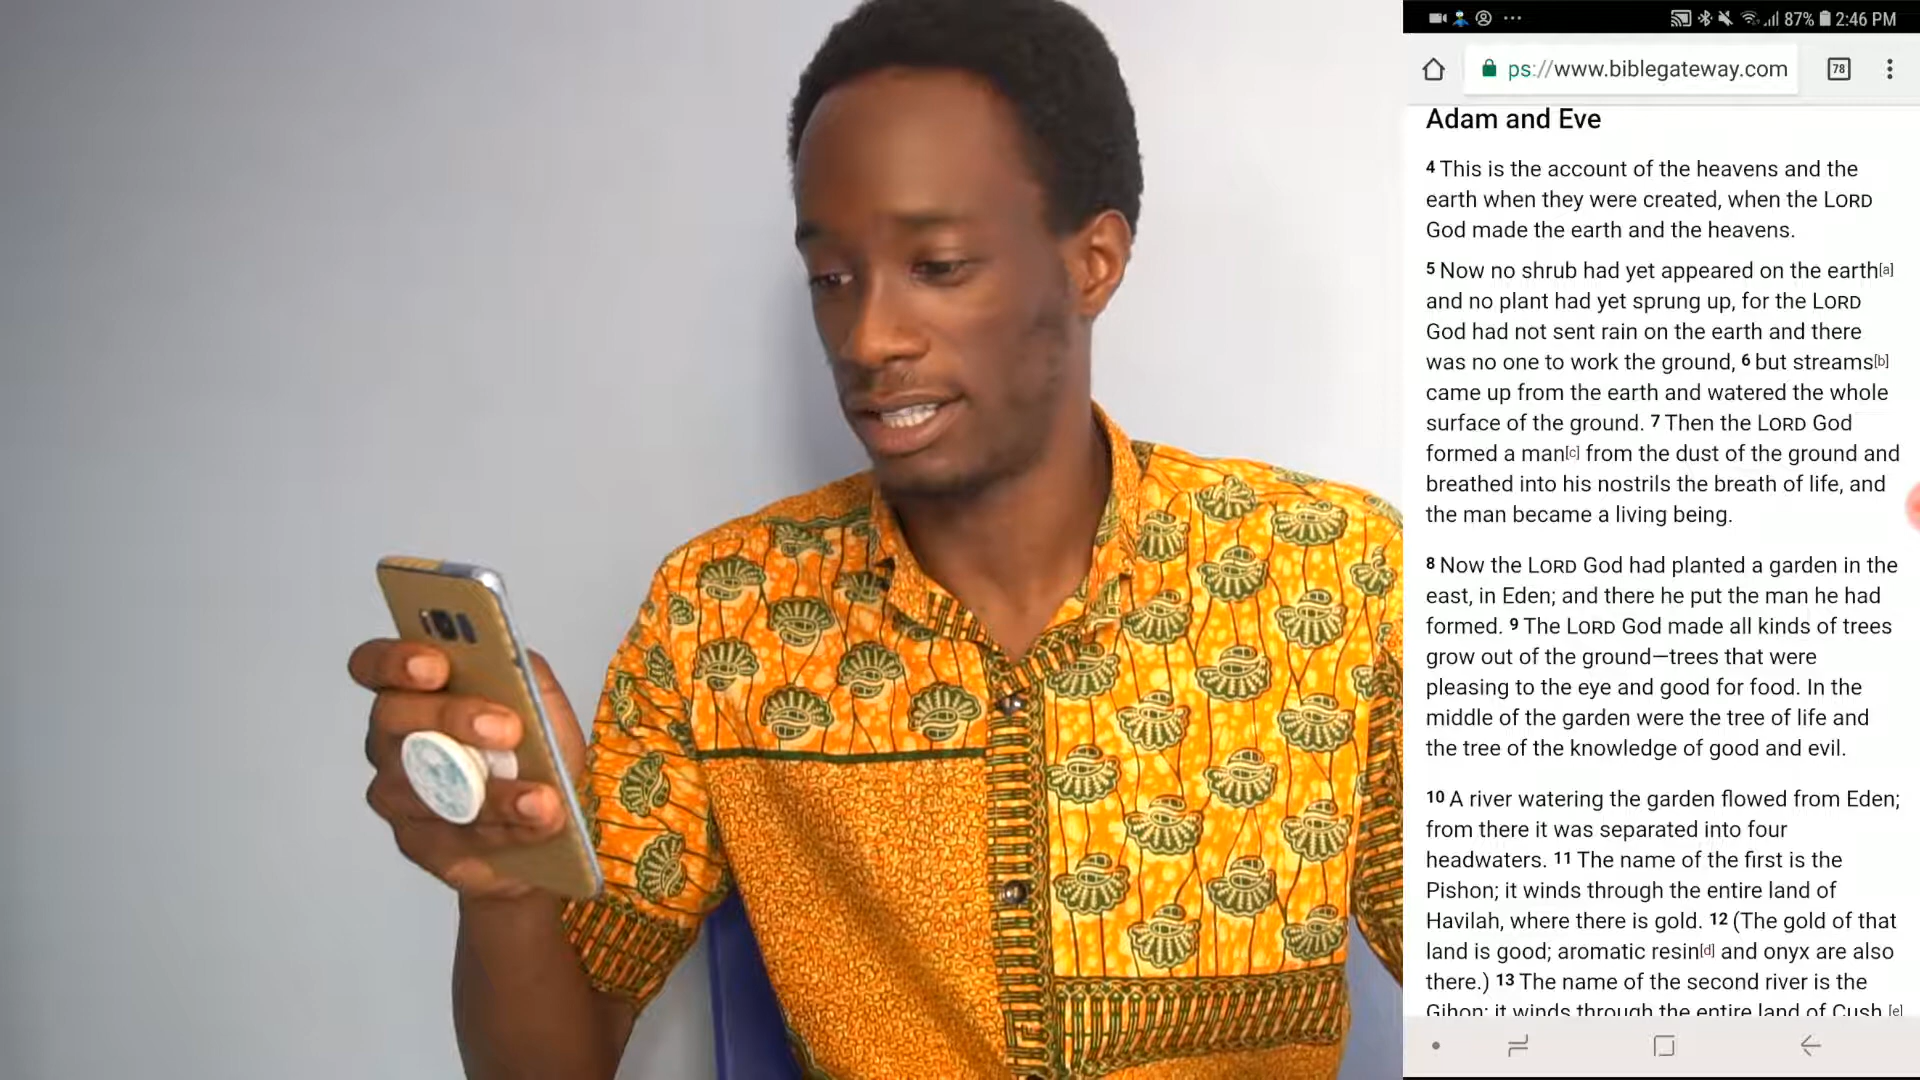 87% 2:46 PM
ps://www.biblegateway.com 78
Adam and Eve
4 This is the account of the heavens and the
earth when they were created, when the LORD
God made the earth and the heavens.
5 Now no shrub had yet appeared on the earth[a]
and no plant had yet sprung up, for the LORD
God had not sent rain on the earth and there
was no one to work the ground, 6 but streams[b]
came up from the earth and watered the whole
surface of the ground. 7 Then the LORD God
formed a man[c] from the dust of the ground and
breathed into his nostrils the breath of life, and
the man became a living being.
8 Now the LORD God had planted a garden in the
east, in Eden; and there he put the man he had
formed. 9 The LORD God made all kinds of trees
grow out of the ground—trees that were
pleasing to the eye and good for food. In the
middle of the garden were the tree of life and
the tree of the knowledge of good and evil.
10 A river watering the garden flowed from Eden;
from there it was separated into four
headwaters. 11 The name of the first is the
Pishon; it winds through the entire land of
Havilah, where there is gold. 12 (The gold of that
land is good; aromatic resin[d] and onyx are also
there.) 13 The name of the second river is the
Gihon; it winds through the entire land of Cush.[e]